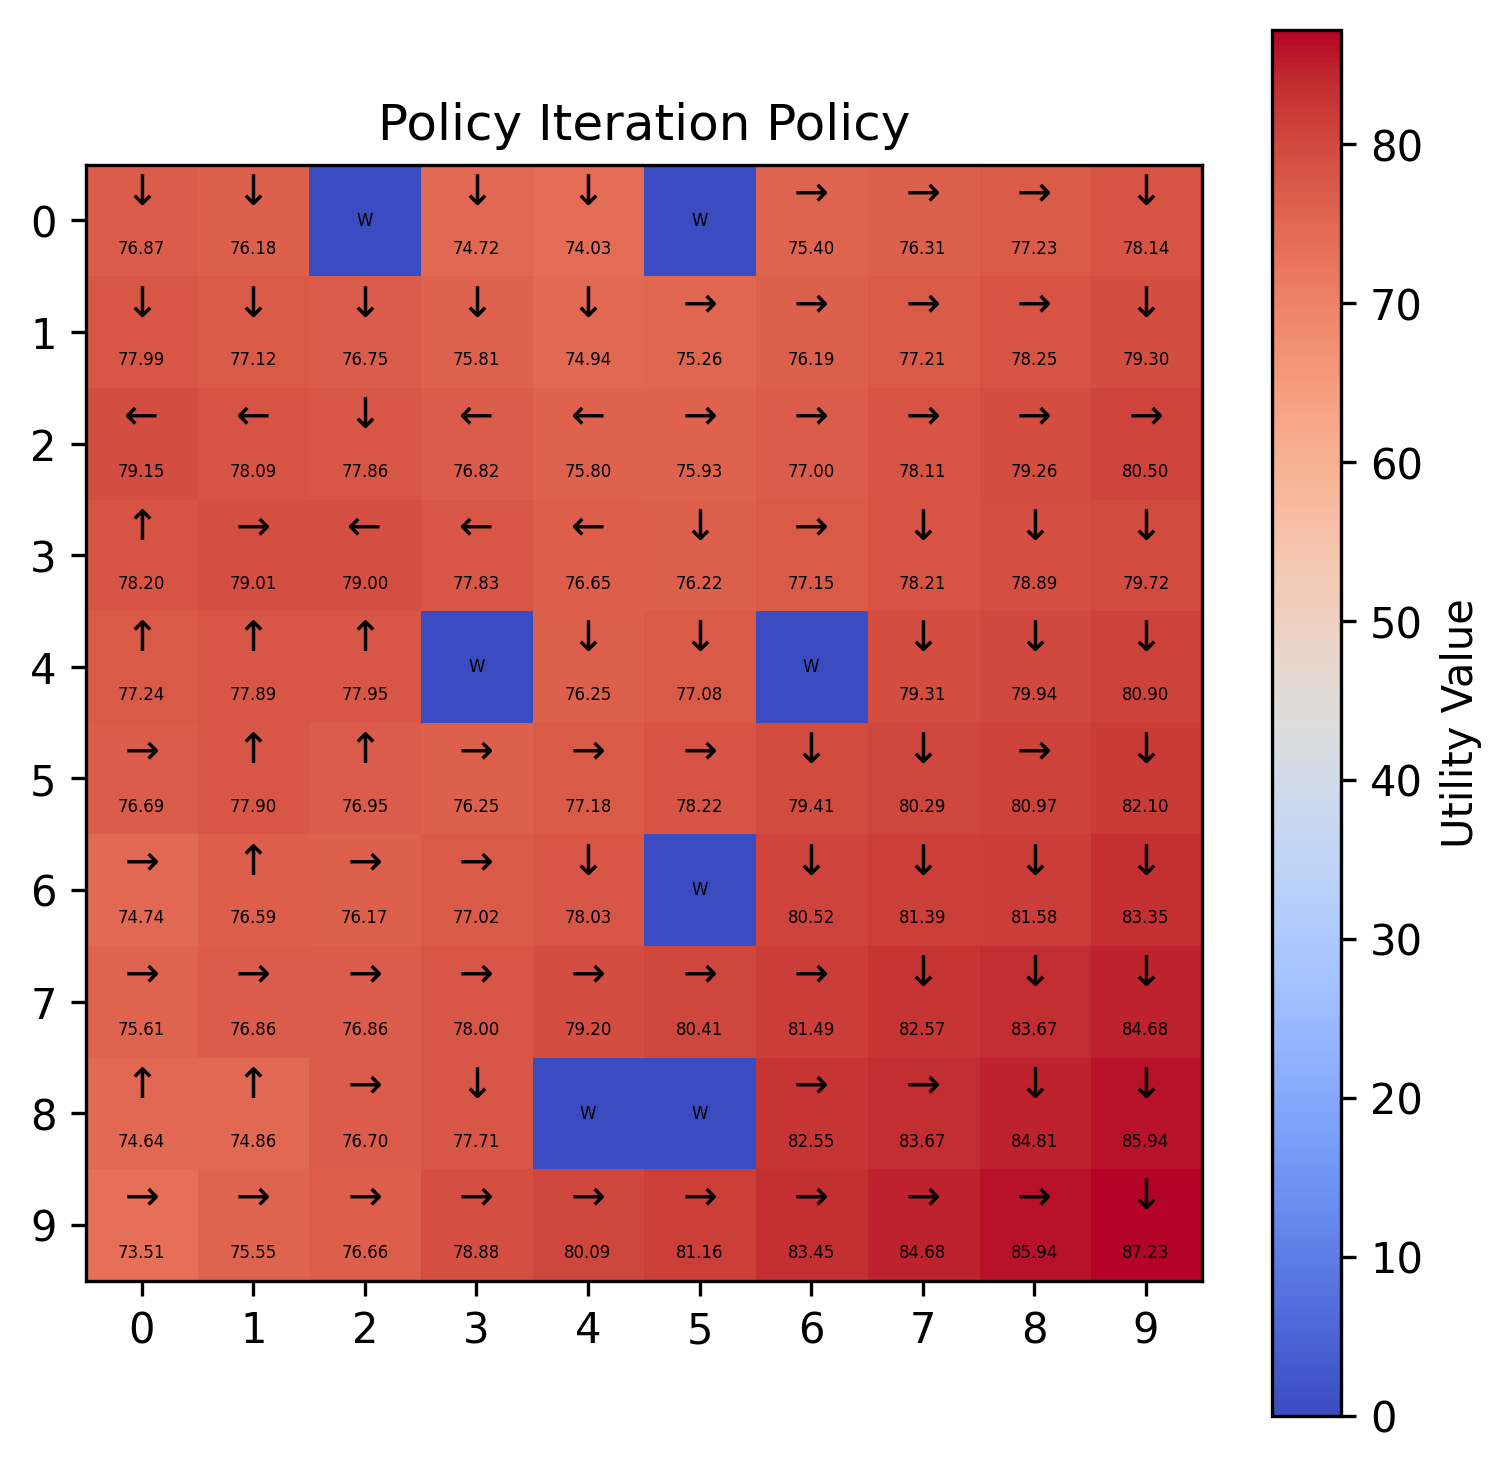 Policy Iteration Policy
0 ↓ ↓ W ↓ ↓ W → → → ↓
76.87 76.18 74.72 74.03 75.40 76.31 77.23 78.14
1 ↓ ↓ ↓ ↓ ↓ → → → → ↓
77.99 77.12 76.75 75.81 74.94 75.26 76.19 77.21 78.25 79.30
2 ← ← ↓ ← ← → → → → →
79.15 78.09 77.86 76.82 75.80 75.93 77.00 78.11 79.26 80.50
3 ↑ → ← ← ← ↓ → ↓ ↓ ↓
78.20 79.01 79.00 77.83 76.65 76.22 77.15 78.21 78.89 79.72
4 ↑ ↑ ↑ W ↓ ↓ W ↓ ↓ ↓
77.24 77.89 77.95 76.25 77.08 79.31 79.94 80.90
5 → ↑ ↑ → → → ↓ ↓ → ↓
76.69 77.90 76.95 76.25 77.18 78.22 79.41 80.29 80.97 82.10
6 → ↑ → → ↓ W ↓ ↓ ↓ ↓
74.74 76.59 76.17 77.02 78.03 80.52 81.39 81.58 83.35
7 → → → → → → → ↓ ↓ ↓
75.61 76.86 76.86 78.00 79.20 80.41 81.49 82.57 83.67 84.68
8 ↑ ↑ → ↓ W W → → ↓ ↓
74.64 74.86 76.70 77.71 82.55 83.67 84.81 85.94
9 → → → → → → → → → ↓
73.51 75.55 76.66 78.88 80.09 81.16 83.45 84.68 85.94 87.23
0 1 2 3 4 5 6 7 8 9
80
70
60
50
40
30
20
10
0
Utility Value